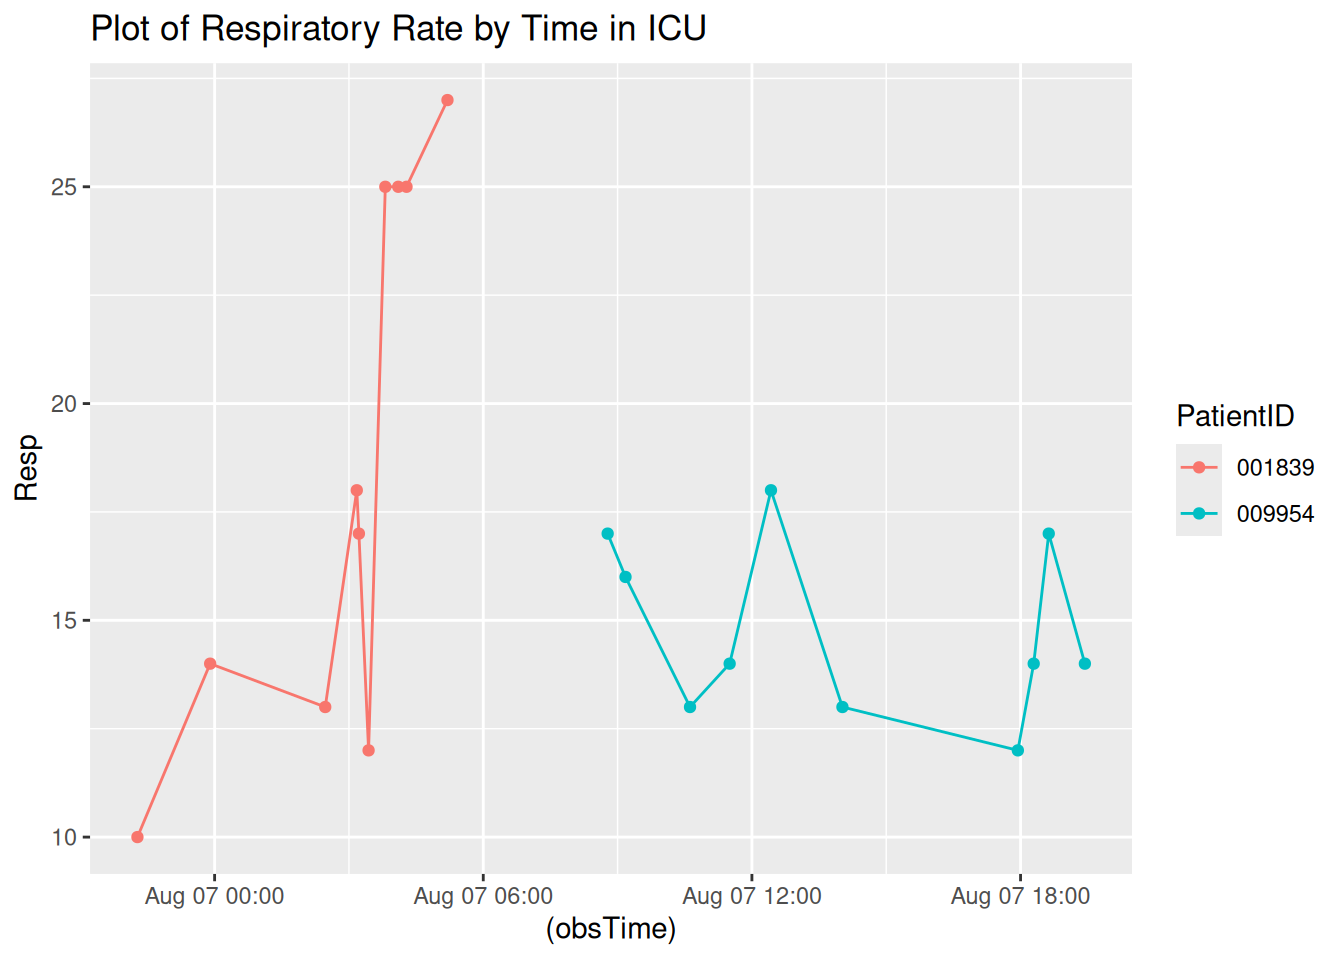 Plot of Respiratory Rate by Time in ICU
Resp
25
20
15
10
Aug 07 00:00 Aug 07 06:00 Aug 07 12:00 Aug 07 18:00
(obsTime)
PatientID
001839
009954